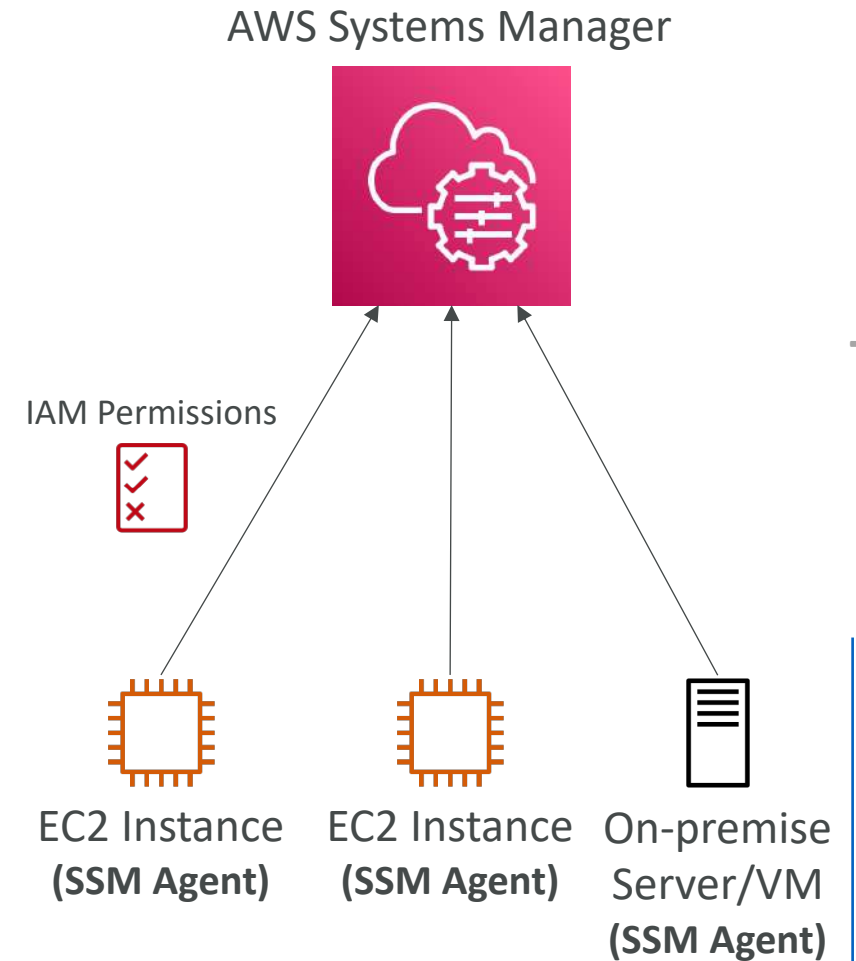 AWS Systems Manager
IAM Permissions
EC2 Instance
(SSM Agent)
EC2 Instance
(SSM Agent)
On-premise
Server/VM
(SSM Agent)